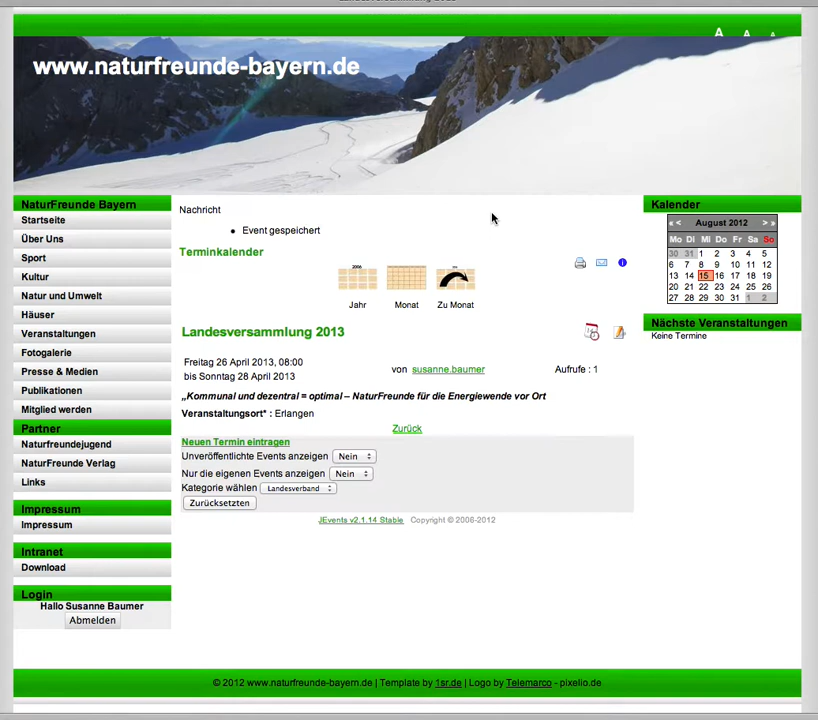 A A A
www.naturfreunde-bayern.de
NaturFreunde Bayern
Startseite
Über Uns
Sport
Kultur
Natur und Umwelt
Häuser
Veranstaltungen
Fotogalerie
Presse & Medien
Publikationen
Mitglied werden
Partner
Naturfreundejugend
NaturFreunde Verlag
Links
Impressum
Impressum
Intranet
Download
Login
Hallo Susanne Baumer
Abmelden
Nachricht
Event gespeichert
Terminkalender
Jahr Monat Zu Monat
Landesversammlung 2013
Freitag 26 April 2013, 08:00
bis Sonntag 28 April 2013
von susanne.baumer
Aufrufe : 1
„Kommunal und dezentral = optimal – NaturFreunde für die Energiewende vor Ort
Veranstaltungsort* : Erlangen
Zurück
Neuen Termin eintragen
Unveröffentlichte Events anzeigen Nein
Nur die eigenen Events anzeigen Nein
Kategorie wählen Landesverband
Zurücksetzten
JEvents v2.1.14 Stable Copyright © 2006-2012
Kalender
« < August 2012 > »
Mo DI MI Do Fr Sa So
30 31 1 2 3 4 5
6 7 8 9 10 11 12
13 14 15 16 17 18 19
20 21 22 23 24 25 26
27 28 29 30 31 1 2
Nächste Veranstaltungen
Keine Termine
© 2012 www.naturfreunde-bayern.de | Template by 1sr.de | Logo by Telemarco - pixelio.de